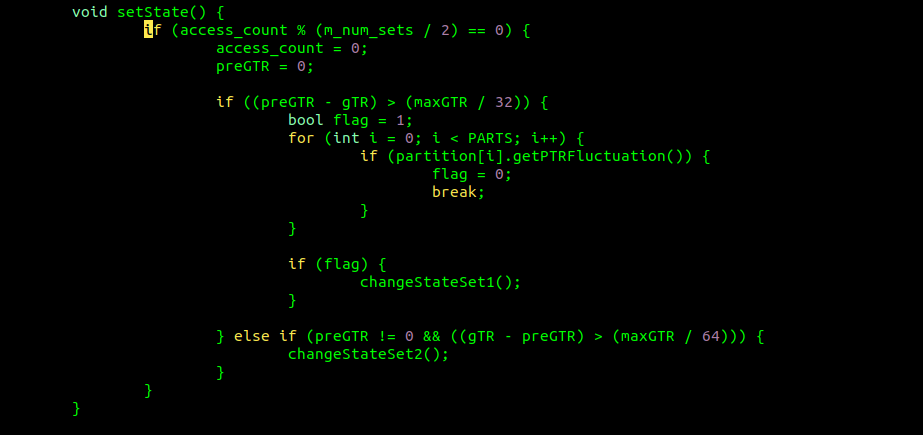 void setState() {
if (access_count % (m_num_sets / 2) == 0) {
access_count = 0;
preGTR = 0;
if ((preGTR - gTR) > (maxGTR / 32)) {
bool flag = 1;
for (int i = 0; i < PARTS; i++) {
if (partition[i].getPTRFluctuation()) {
flag = 0;
break;
}
}
if (flag) {
changeStateSet1();
}
} else if (preGTR != 0 && ((gTR - preGTR) > (maxGTR / 64))) {
changeStateSet2();
}
}
}